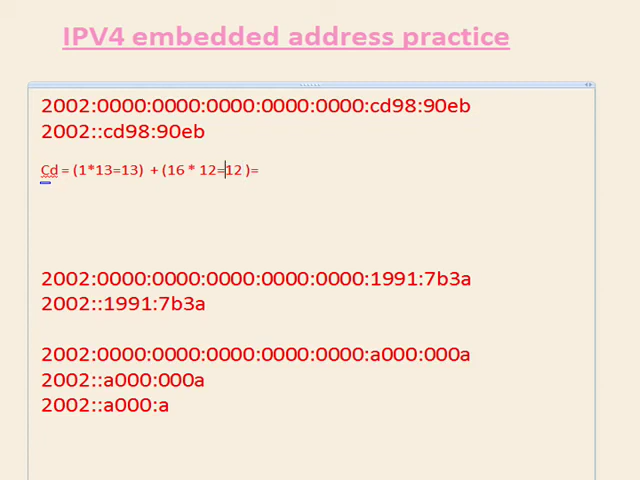 IPV4 embedded address practice
2002:0000:0000:0000:0000:0000:cd98:90eb
2002::cd98:90eb
Cd = (1*13=13) + (16 * 12=12 )=
2002:0000:0000:0000:0000:0000:1991:7b3a
2002::1991:7b3a
2002:0000:0000:0000:0000:0000:a000:000a
2002::a000:000a
2002::a000:a